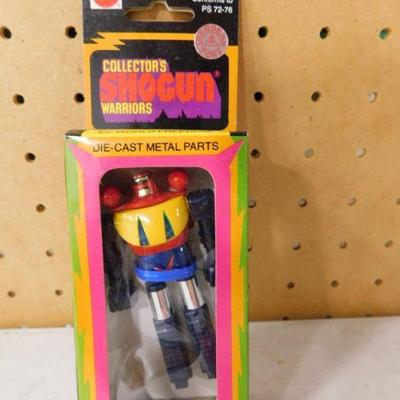 Conforms to
PS 72-76
COLLECTOR'S
SHOGUN®
WARRIORS
DIE-CAST METAL PARTS